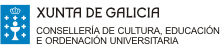 XUNTA DE GALICIA
CONSELLERÍA DE CULTURA, EDUCACIÓN
E ORDENACIÓN UNIVERSITARIA